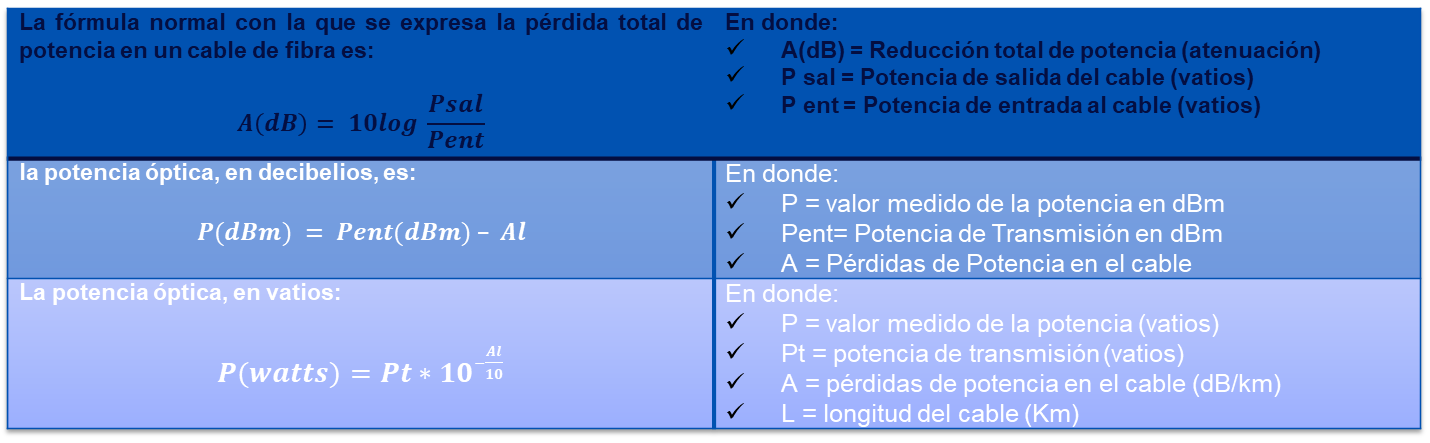 La fórmula normal con la que se expresa la pérdida total de
potencia en un cable de fibra es:
A(dB) = 10log Psal/Pent
En donde:
✓ A(dB) = Reducción total de potencia (atenuación)
✓ P sal = Potencia de salida del cable (vatios)
✓ P ent = Potencia de entrada al cable (vatios)
la potencia óptica, en decibelios, es:
P(dBm) = Pent(dBm) – Al
En donde:
✓ P = valor medido de la potencia en dBm
✓ Pent= Potencia de Transmisión en dBm
✓ A = Pérdidas de Potencia en el cable
La potencia óptica, en vatios:
P(watts) = Pt * 10^(-Al/10)
En donde:
✓ P = valor medido de la potencia (vatios)
✓ Pt = potencia de transmisión (vatios)
✓ A = pérdidas de potencia en el cable (dB/km)
✓ L = longitud del cable (Km)